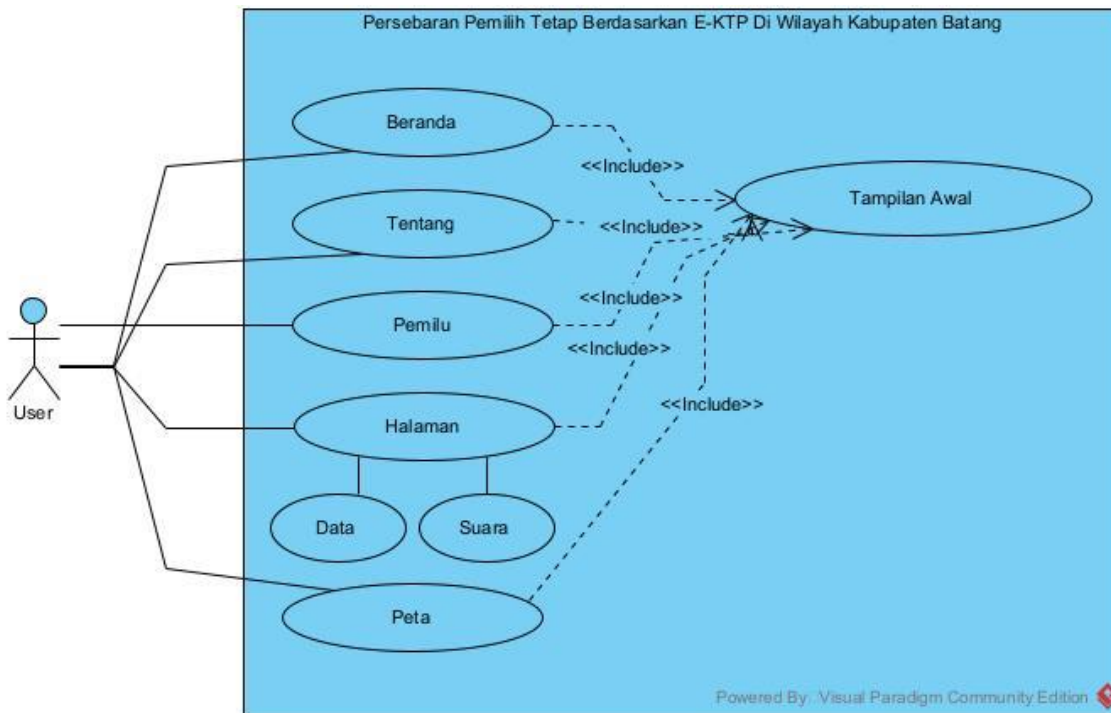 Persebaran Pemilih Tetap Berdasarkan E-KTP Di Wilayah Kabupaten Batang
Beranda
<<Include>>
Tampilan Awal
Tentang
<<Include>>
<<Include>>
Pemilu
<<Include>>
User
Halaman
<<Include>>
Data
Suara
Peta
Powered By: Visual Paradigm Community Edition